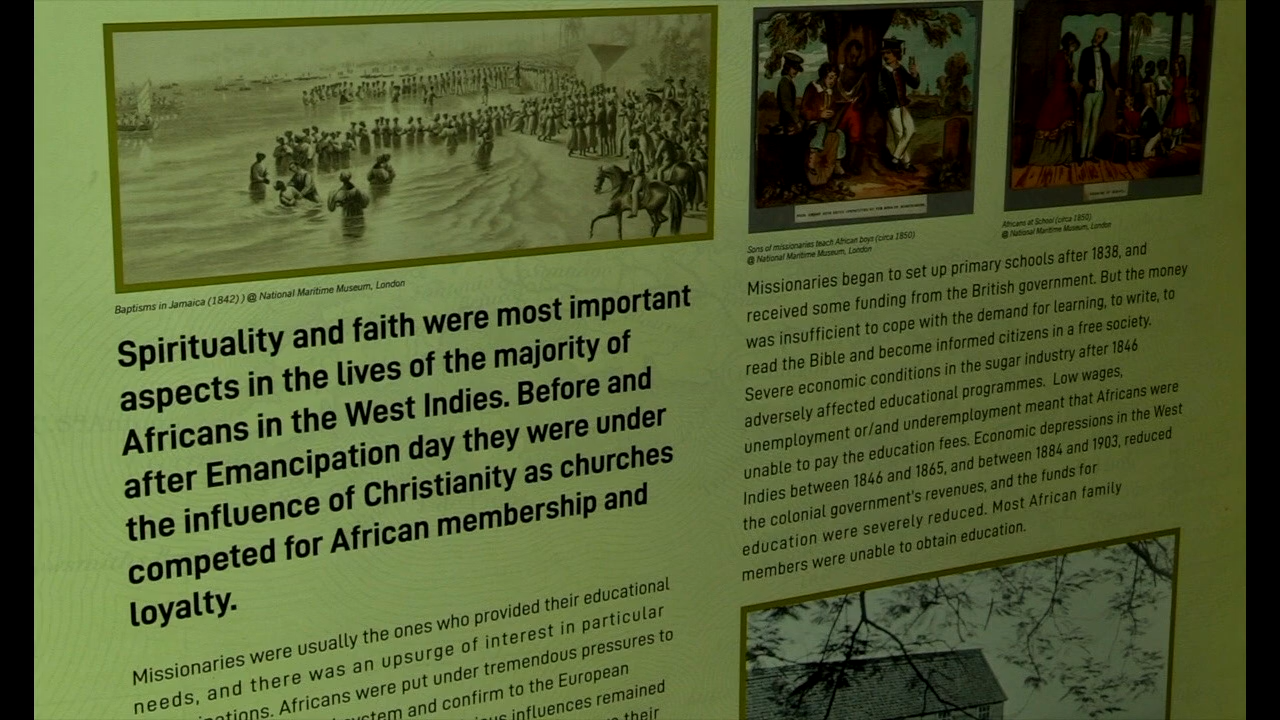 Baptisms in Jamaica (1842) ) @ National Maritime Museum, London
Spirituality and faith were most important
aspects in the lives of the majority of
Africans in the West Indies. Before and
after Emancipation day they were under
the influence of Christianity as churches
competed for African membership and
loyalty.
Missionaries were usually the ones who provided their educational
needs, and there was an upsurge of interest in particular
Africans were put under tremendous pressures to
and confirm to the European
influences remained
their
Sons of missionaries teach African boys (circa 1850)
@ National Maritime Museum, London
Africans at School (circa 1850)
@ National Maritime Museum, London
Missionaries began to set up primary schools after 1838, and
received some funding from the British government. But the money
was insufficient to cope with the demand for learning, to write, to
read the Bible and become informed citizens in a free society.
Severe economic conditions in the sugar industry after 1846
adversely affected educational programmes. Low wages,
unemployment or/and underemployment meant that Africans were
unable to pay the education fees. Economic depressions in the West
Indies between 1846 and 1865, and between 1884 and 1903, reduced
the colonial government's revenues, and the funds for
education were severely reduced. Most African family
members were unable to obtain education.